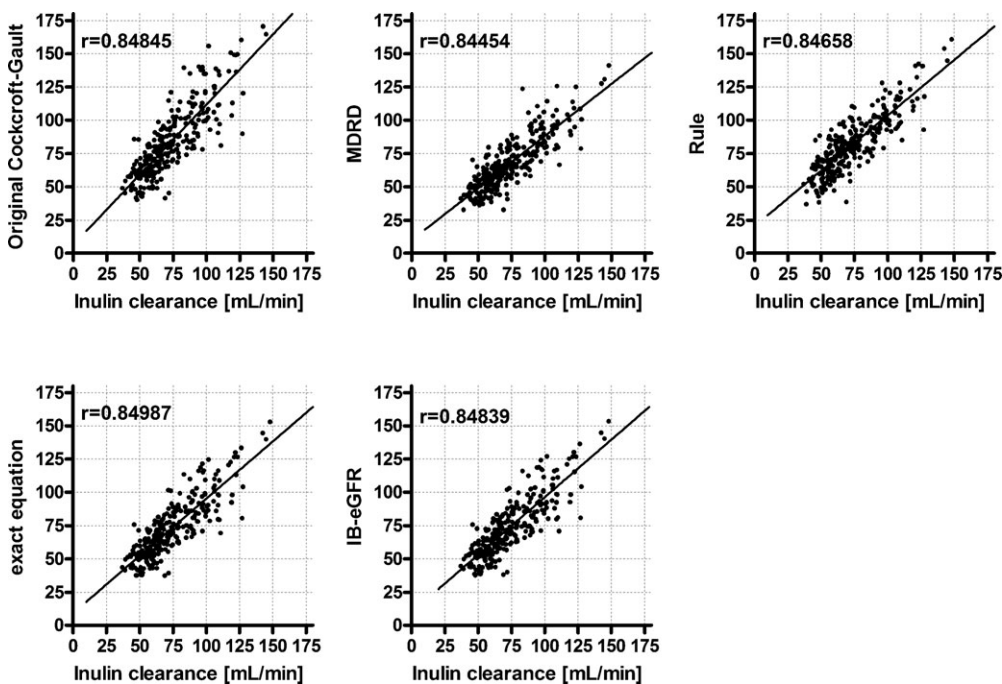 Original Cockcroft-Gault
175
150
125
100
75
50
25
0
r=0.84845
0 25 50 75 100 125 150 175
Inulin clearance [mL/min]
MDRD
175
150
125
100
75
50
25
0
r=0.84454
0 25 50 75 100 125 150 175
Inulin clearance [mL/min]
Rule
175
150
125
100
75
50
25
0
r=0.84658
0 25 50 75 100 125 150 175
Inulin clearance [mL/min]
exact equation
175
150
125
100
75
50
25
0
r=0.84987
0 25 50 75 100 125 150 175
Inulin clearance [mL/min]
IB-eGFR
175
150
125
100
75
50
25
0
r=0.84839
0 25 50 75 100 125 150 175
Inulin clearance [mL/min]